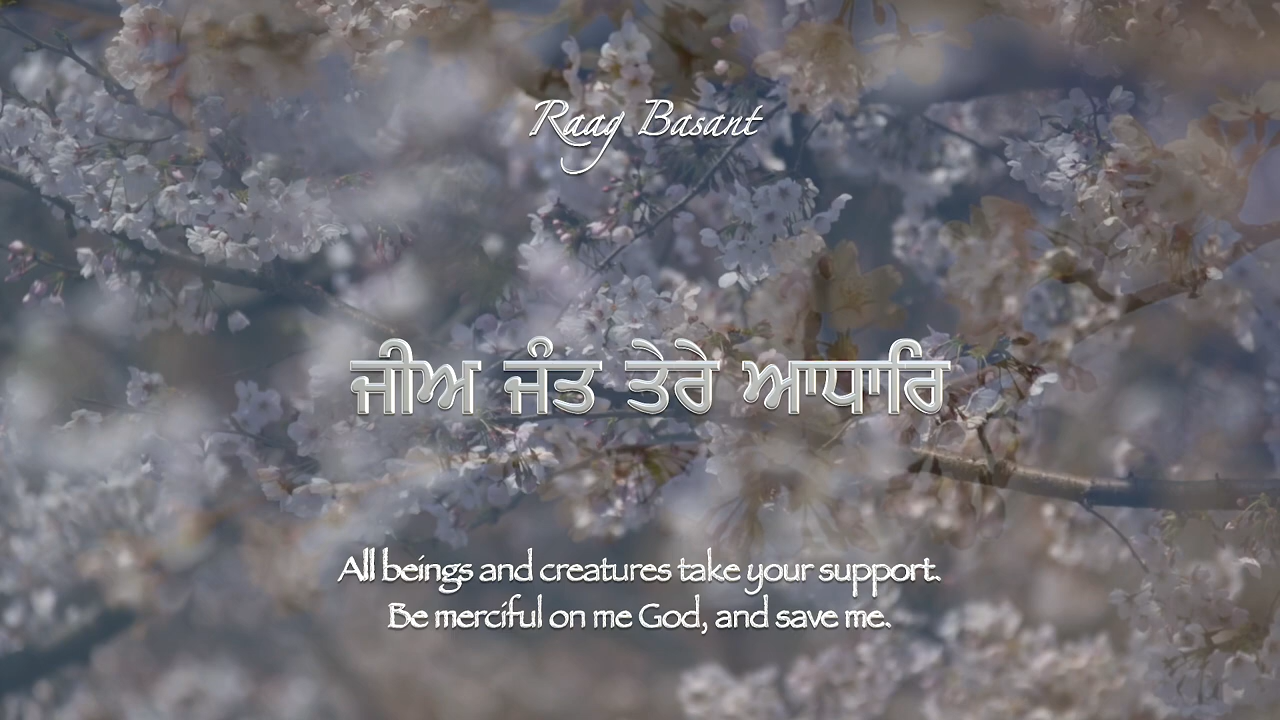 Raag Basant
ਜੀਅ ਜੰਤ ਤੇਰੇ ਆਧਾਰਿ
All beings and creatures take your support.
Be merciful on me God, and save me.